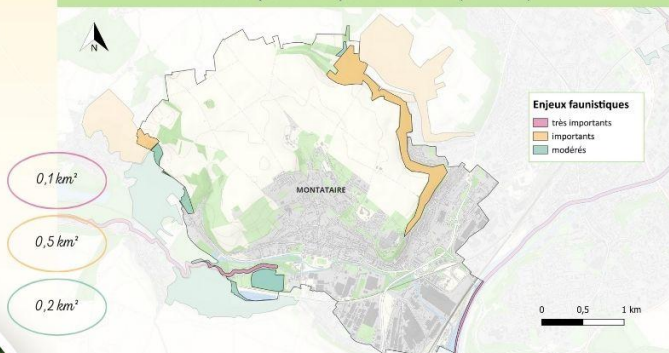 N
Enjeux faunistiques
très importants
importants
modérés
0,1 km²
MONTATAIRE
0,5 km²
0,2 km²
0 0,5 1 km